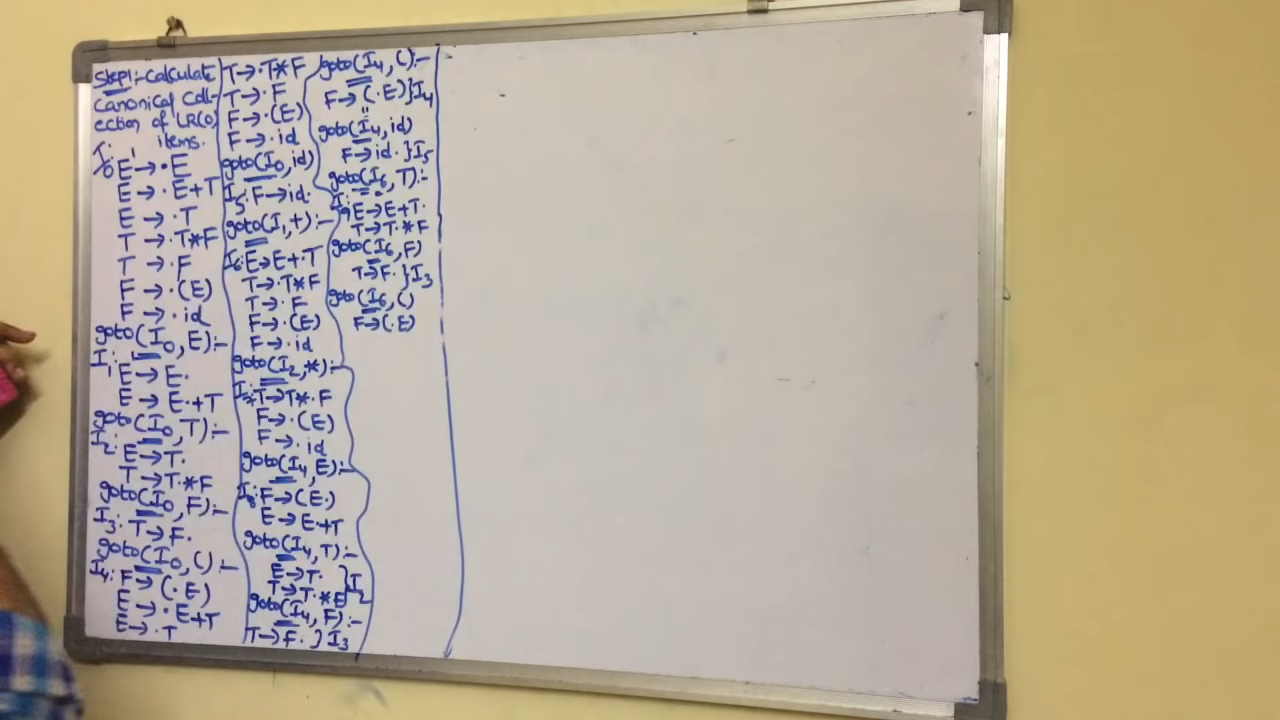 Step1:- Calculate
canonical coll-
ection of LR(0)
items.
I0: E' → ·E
E → ·E+T
E → ·T
T → ·T*F
T → ·F
F → ·(E)
F → ·id
goto(I0, E):-
I1:
E → E·
E → E·+T
goto(I0, T):-
I2:
E → T·
T → T·*F
goto(I0, F):-
I3: T → F·
goto(I0, ():-
I4: F → (·E)
E → ·E+T
E → ·T
T → ·T*F
T → ·F
F → ·(E)
F → ·id
goto(I0, id)
I5: F → id·
goto(I1, +):-
I6: E → E+·T
T → ·T*F
T → ·F
F → ·(E)
F → ·id
goto(I2, *):-
I7: T → T*·F
F → ·(E)
F → ·id
goto(I4, E):-
I8: F → (E·)
E → E·+T
goto(I4, T):-
E → T·
T → T·*F } I2
goto(I4, F):-
T → F· } I3
goto(I4, ():-
F → (·E) } I4
goto(I4, id)
F → id· } I5
goto(I6, T):-
I9: E → E+T·
T → T·*F
goto(I6, F)
T → F· } I3
goto(I6, ()
F → (·E)